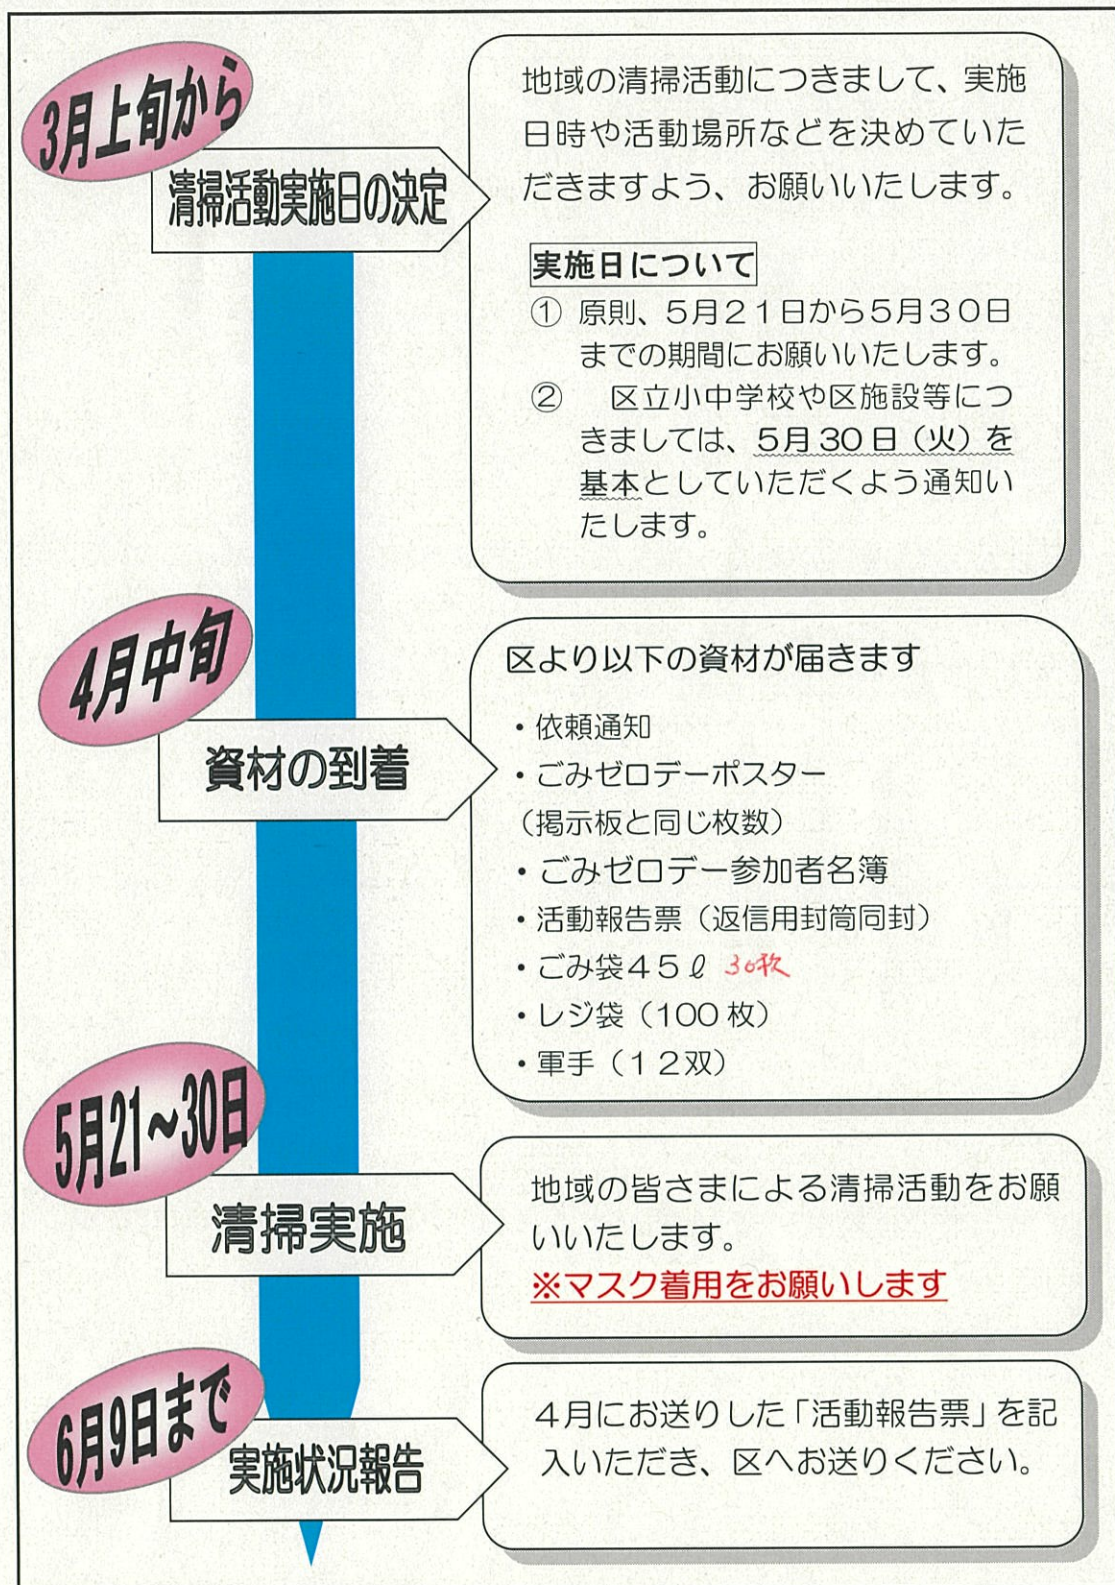 3月上旬から
清掃活動実施日の決定
地域の清掃活動につきまして、実施
日時や活動場所などを決めていた
だきますよう、お願いいたします。
実施日について
① 原則、5月21日から5月30日
までの期間にお願いいたします。
② 区立小中学校や区施設等につ
きましては、5月30日（火）を
基本としていただくよう通知い
たします。
4月中旬
資材の到着
区より以下の資材が届きます
・依頼通知
・ごみゼロデーポスター
（掲示板と同じ枚数）
・ごみゼロデー参加者名簿
・活動報告票（返信用封筒同封）
・ごみ袋45ℓ 30枚
・レジ袋（100枚）
・軍手（12双）
5月21～30日
清掃実施
地域の皆さまによる清掃活動をお願
いいたします。
※マスク着用をお願いします
6月9日まで
実施状況報告
4月にお送りした「活動報告票」を記
入いただき、区へお送りください。